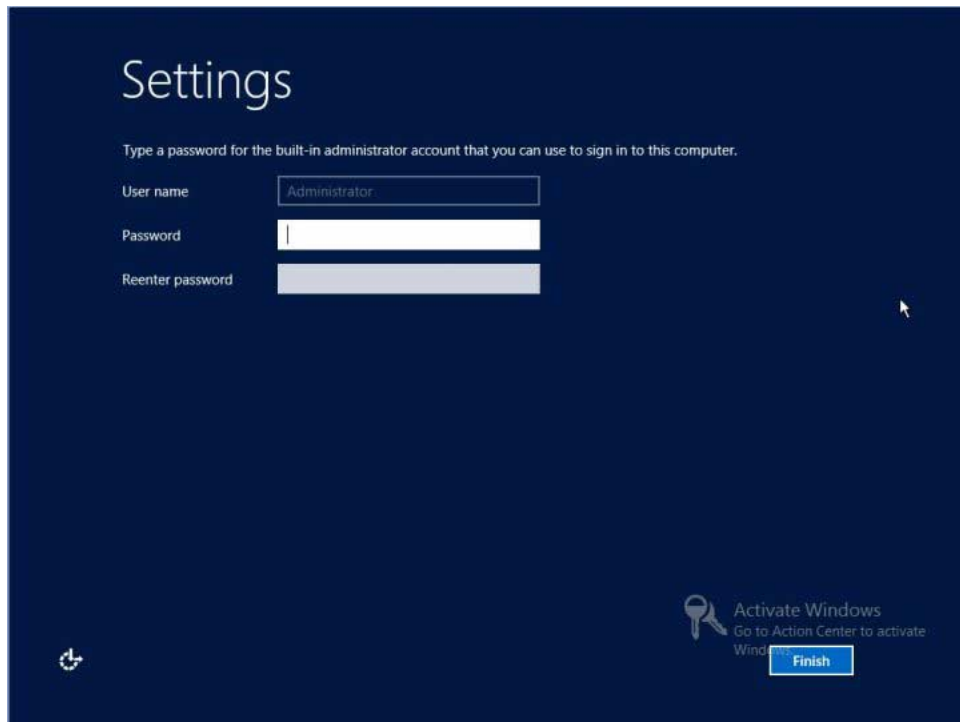 Settings
Type a password for the built-in administrator account that you can use to sign in to this computer.
User name
Administrator
Password
Reenter password
Activate Windows
Go to Action Center to activate
Windows.
Finish